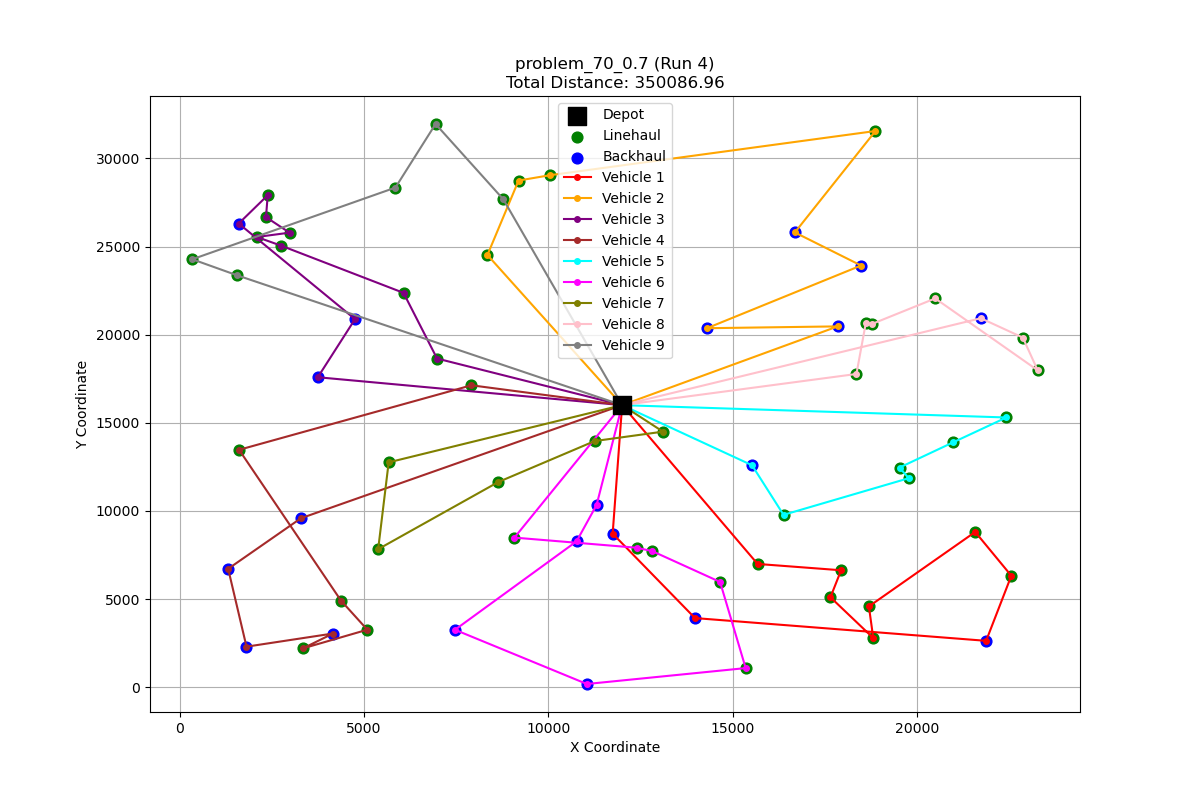 problem_70_0.7 (Run 4)
Total Distance: 350086.96
Depot
Linehaul
Backhaul
Vehicle 1
Vehicle 2
Vehicle 3
Vehicle 4
Vehicle 5
Vehicle 6
Vehicle 7
Vehicle 8
Vehicle 9
30000
25000
20000
15000
10000
5000
0
Y Coordinate
0 5000 10000 15000 20000
X Coordinate